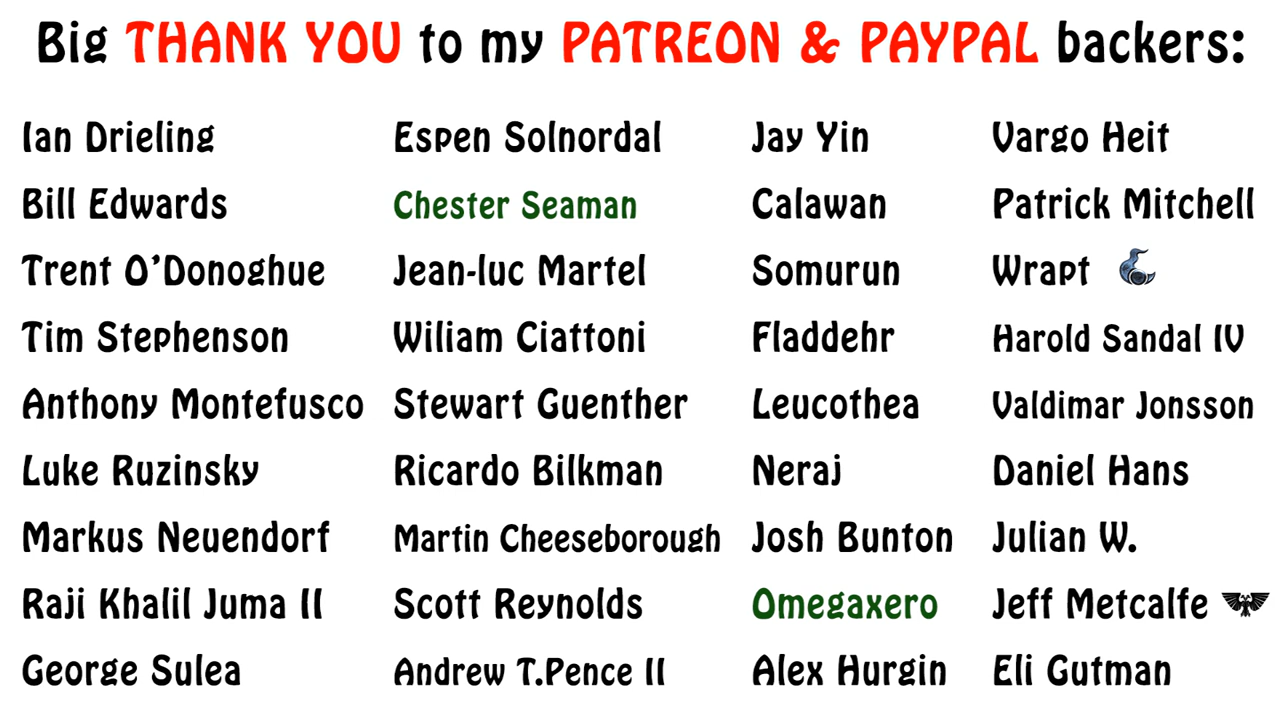 Big THANK YOU to my PATREON & PAYPAL backers:
Ian Drieling
Bill Edwards
Trent O'Donoghue
Tim Stephenson
Anthony Montefusco
Luke Ruzinsky
Markus Neuendorf
Raji Khalil Juma II
George Sulea
Espen Solnordal
Chester Seaman
Jean-luc Martel
Wiliam Ciattoni
Stewart Guenther
Ricardo Bilkman
Martin Cheeseborough
Scott Reynolds
Andrew T.Pence II
Jay Yin
Calawan
Somurun
Fladdehr
Leucothea
Neraj
Josh Bunton
Omegaxero
Alex Hurgin
Vargo Heit
Patrick Mitchell
Wrapt
Harold Sandal IV
Valdimar Jonsson
Daniel Hans
Julian W.
Jeff Metcalfe
Eli Gutman